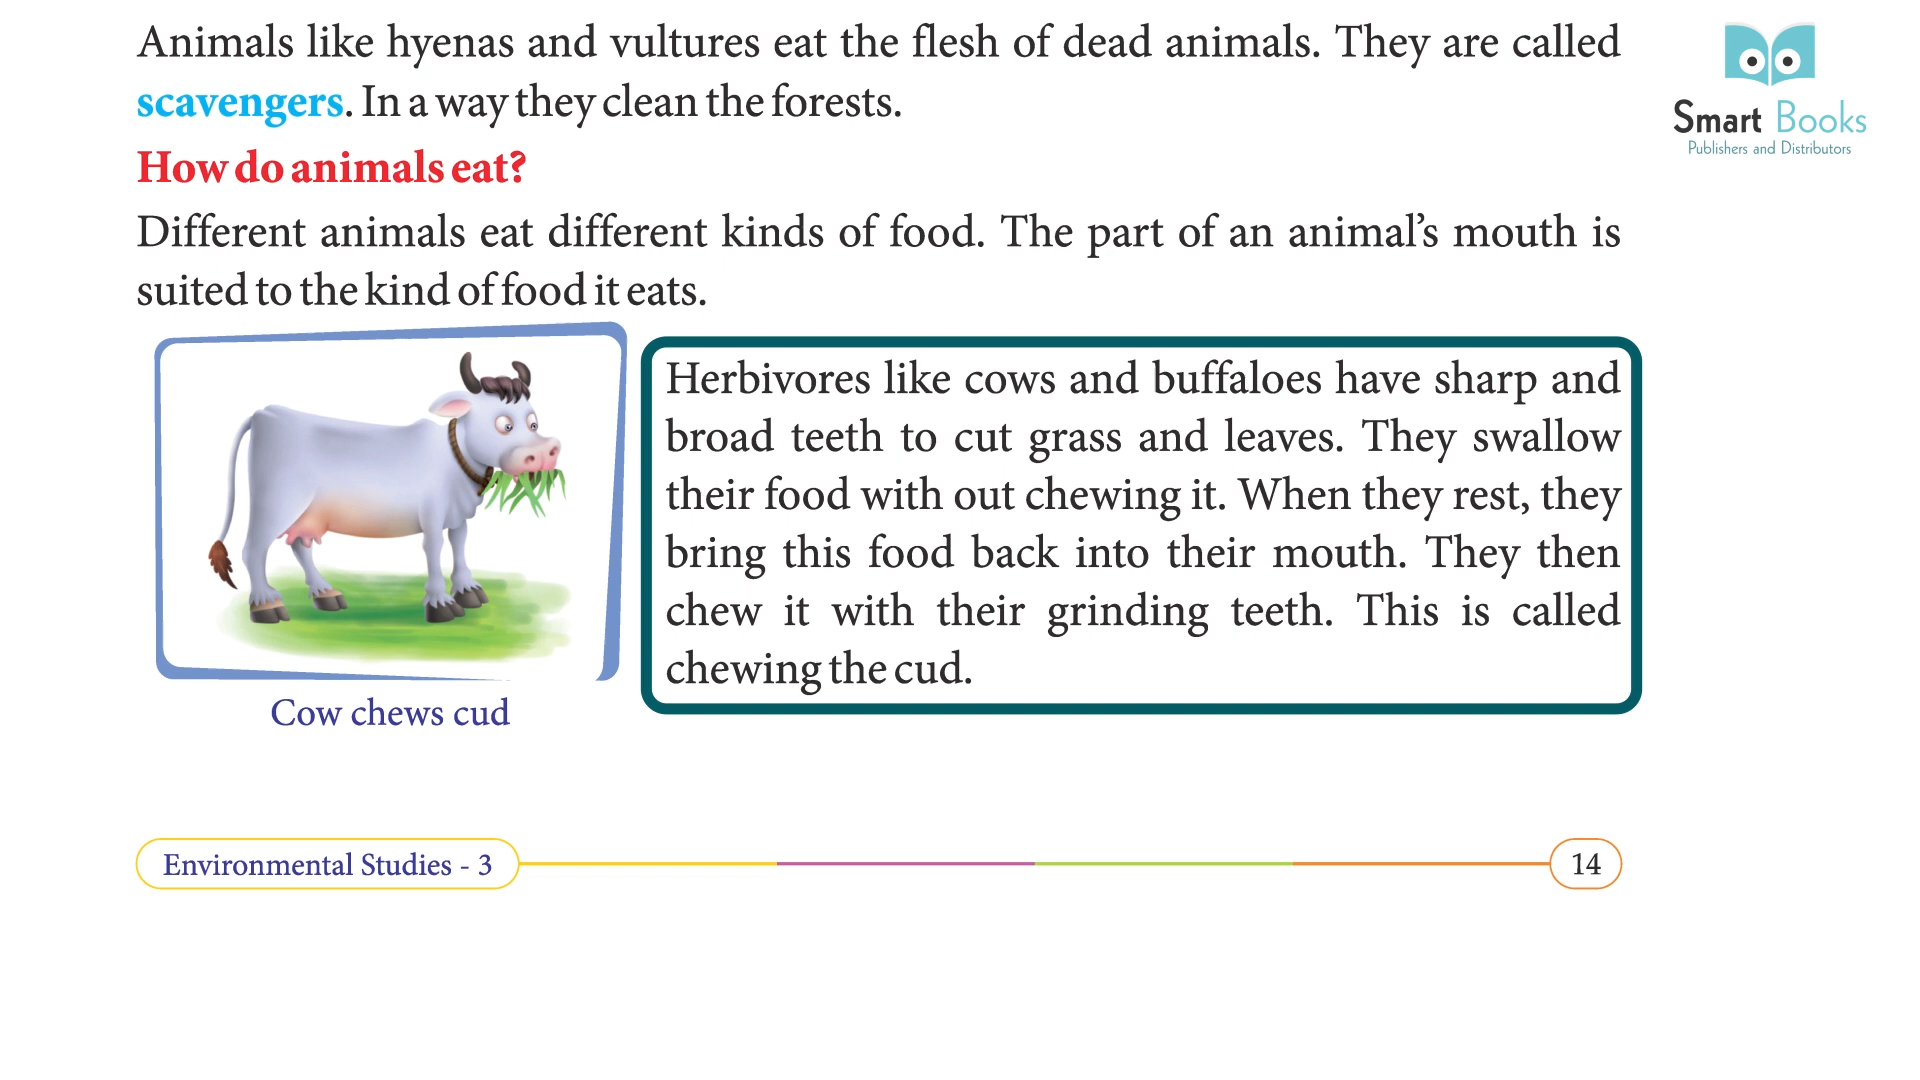 Animals like hyenas and vultures eat the flesh of dead animals. They are called
scavengers. In a way they clean the forests.
Smart Books
Publishers and Distributors
How do animals eat?
Different animals eat different kinds of food. The part of an animal’s mouth is
suited to the kind of food it eats.
Herbivores like cows and buffaloes have sharp and
broad teeth to cut grass and leaves. They swallow
their food with out chewing it. When they rest, they
bring this food back into their mouth. They then
chew it with their grinding teeth. This is called
chewing the cud.
Cow chews cud
Environmental Studies - 3
14